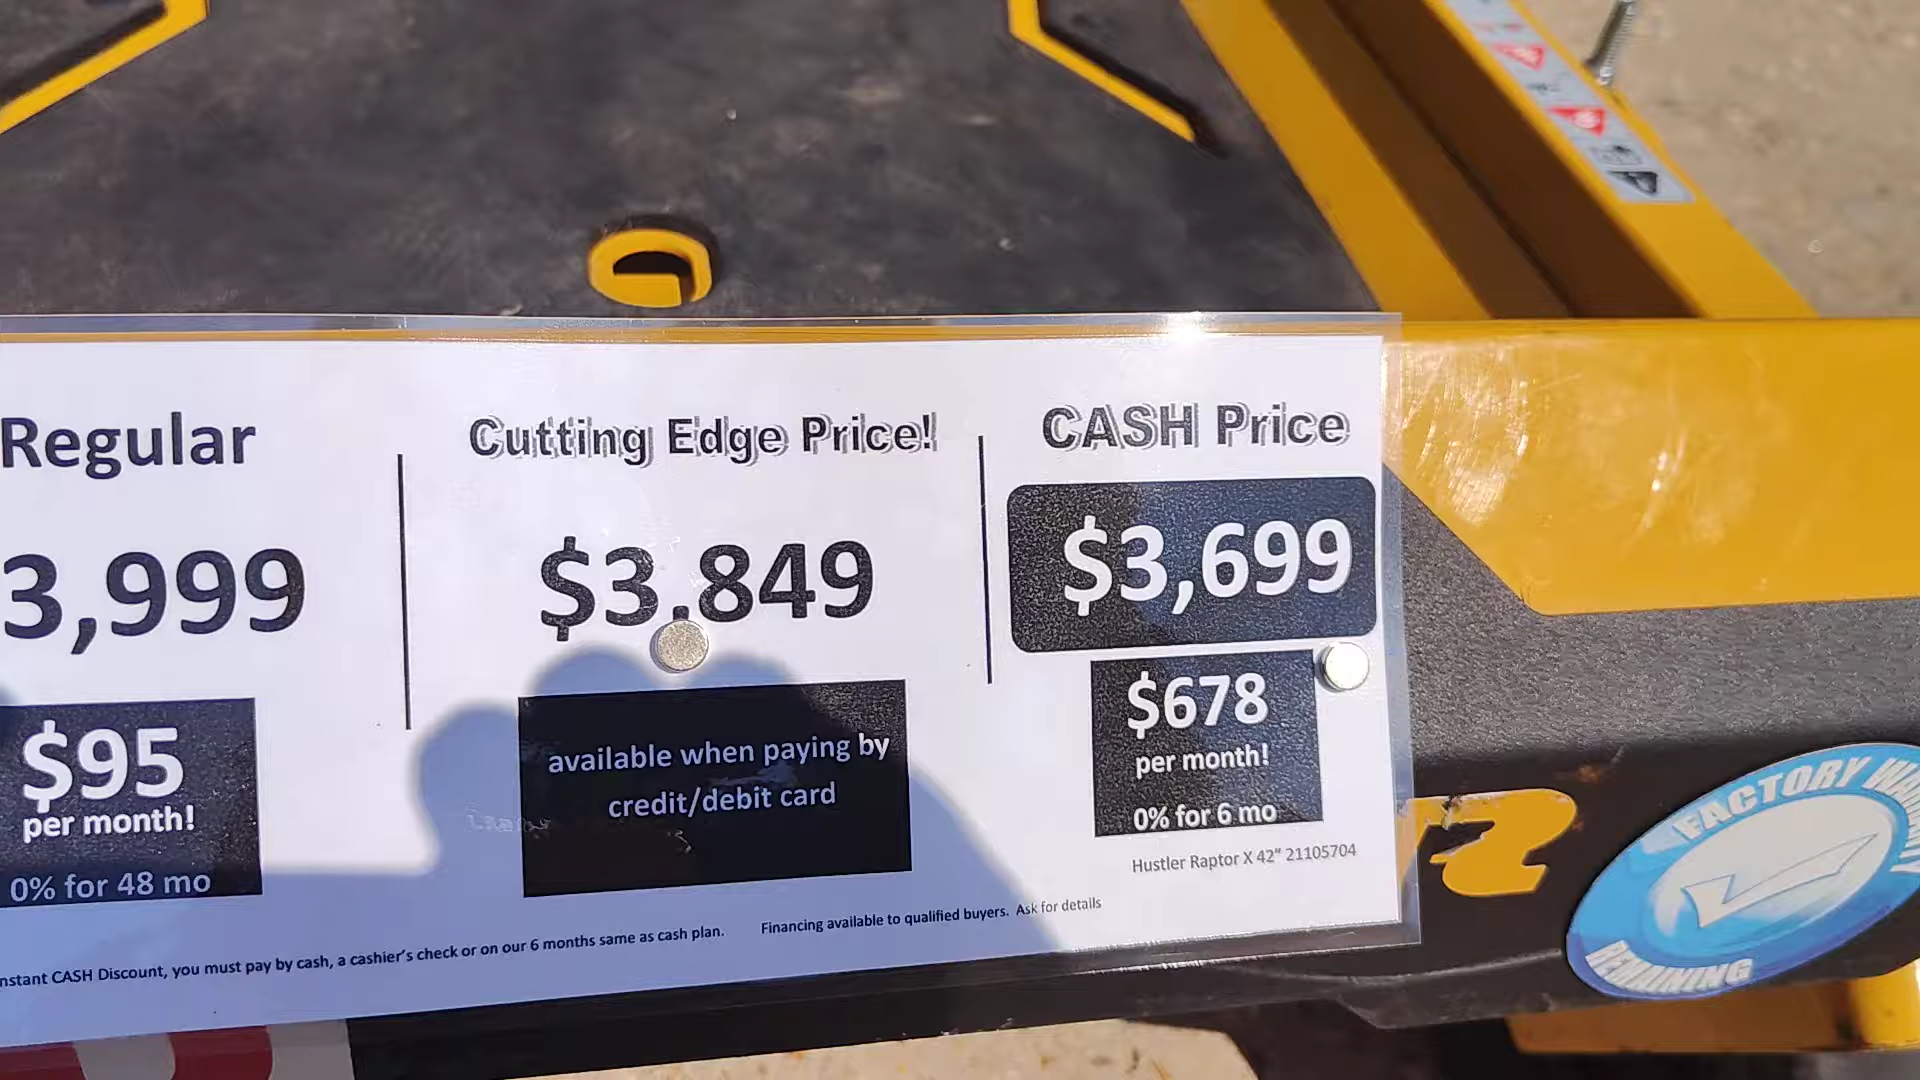 Regular
3,999
$95
per month!
0% for 48 mo
Cutting Edge Price!
$3,849
available when paying by
credit/debit card
CASH Price
$3,699
$678
per month!
0% for 6 mo
Hustler Raptor X 42" 21105704
nstant CASH Discount, you must pay by cash, a cashier's check or on our 6 months same as cash plan. Financing available to qualified buyers. Ask for details
FACTORY WARRANTY
REMAINING